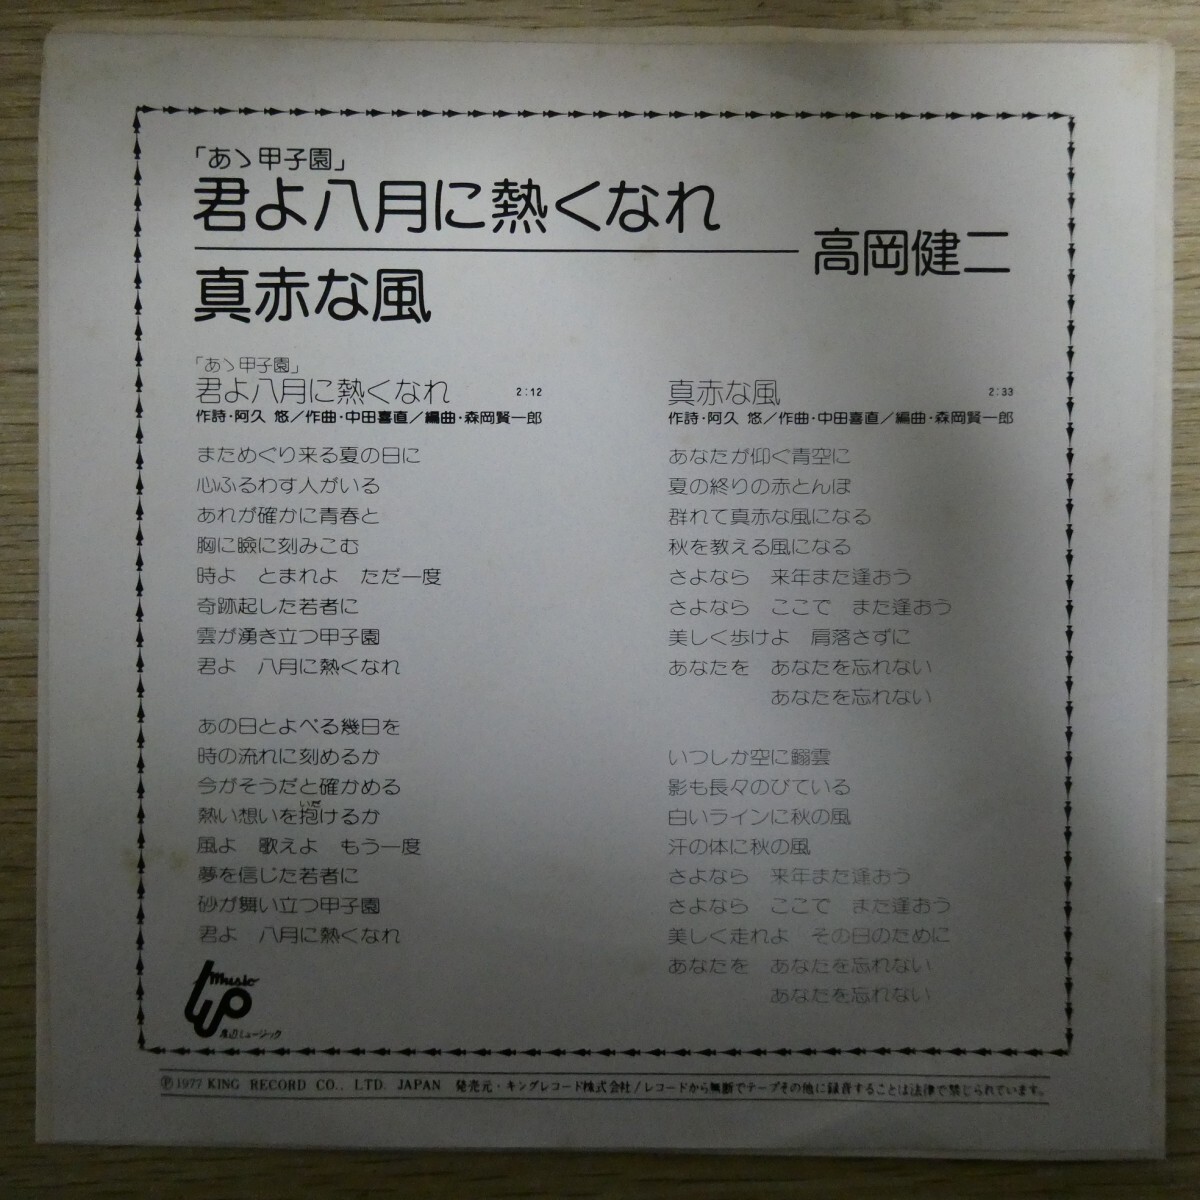 「あゝ甲子園」
君よ八月に熱くなれ
真赤な風
高岡健二
「あゝ甲子園」
君よ八月に熱くなれ 2:12
作詩・阿久 悠/作曲・中田喜直/編曲・森岡賢一郎
まためぐり来る夏の日に
心ふるわす人がいる
あれが確かに青春と
胸に瞼に刻みこむ
時よ とまれよ ただ一度
奇跡起した若者に
雲が湧き立つ甲子園
君よ 八月に熱くなれ
あの日とよべる幾日を
時の流れに刻めるか
今がそうだと確かめる
熱い想いを抱けるか
いだ
風よ 歌えよ もう一度
夢を信じた若者に
砂が舞い立つ甲子園
君よ 八月に熱くなれ
真赤な風 2:33
作詩・阿久 悠/作曲・中田喜直/編曲・森岡賢一郎
あなたが仰ぐ青空に
夏の終りの赤とんぼ
群れて真赤な風になる
秋を教える風になる
さよなら 来年また逢おう
さよなら ここで また逢おう
美しく歩けよ 肩落さずに
あなたを あなたを忘れない
あなたを忘れない
いつしか空に鰯雲
影も長々のびている
白いラインに秋の風
汗の体に秋の風
さよなら 来年また逢おう
さよなら ここで また逢おう
美しく走れよ その日のために
あなたを あなたを忘れない
あなたを忘れない
music
渡辺ミュージック
Ⓟ1977 KING RECORD CO., LTD. JAPAN 発売元・キングレコード株式会社/レコードから無断でテープその他に録音することは法律で禁じられています。